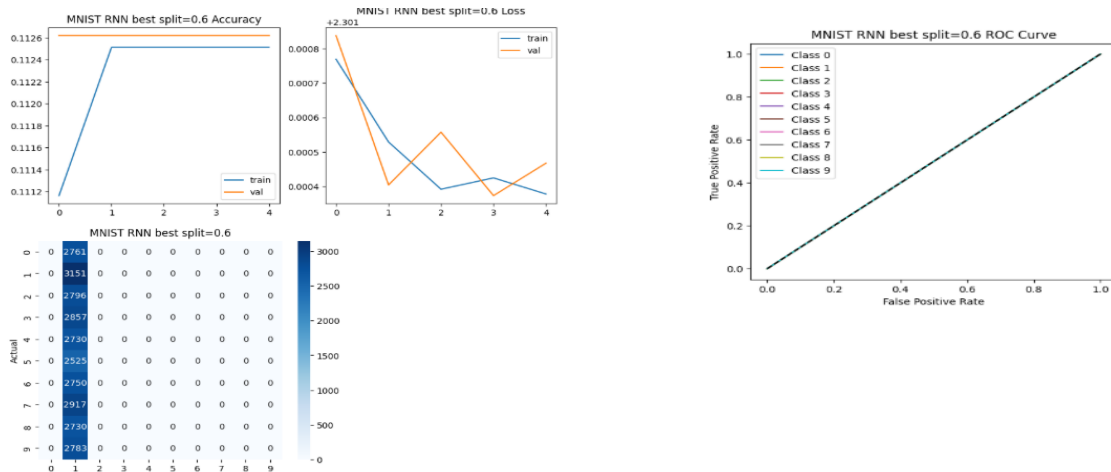 MNIST RNN best split=0.6 Accuracy
0.1126
0.1124
0.1122
0.1120
0.1118
0.1116
0.1114
0.1112
train
val
0 1 2 3 4
MNIST RNN best split=0.6 Loss
+2.301
0.0008
0.0007
0.0006
0.0005
0.0004
train
val
0 1 2 3 4
MNIST RNN best split=0.6
Actual
0 0 2761 0 0 0 0 0 0 0 0
1 0 3151 0 0 0 0 0 0 0 0
2 0 2796 0 0 0 0 0 0 0 0
3 0 2857 0 0 0 0 0 0 0 0
4 0 2730 0 0 0 0 0 0 0 0
5 0 2525 0 0 0 0 0 0 0 0
6 0 2750 0 0 0 0 0 0 0 0
7 0 2917 0 0 0 0 0 0 0 0
8 0 2730 0 0 0 0 0 0 0 0
9 0 2783 0 0 0 0 0 0 0 0
0 1 2 3 4 5 6 7 8 9
3000
2500
2000
1500
1000
500
0
MNIST RNN best split=0.6 ROC Curve
True Positive Rate
1.0
0.8
0.6
0.4
0.2
0.0
Class 0
Class 1
Class 2
Class 3
Class 4
Class 5
Class 6
Class 7
Class 8
Class 9
0.0 0.2 0.4 0.6 0.8 1.0
False Positive Rate